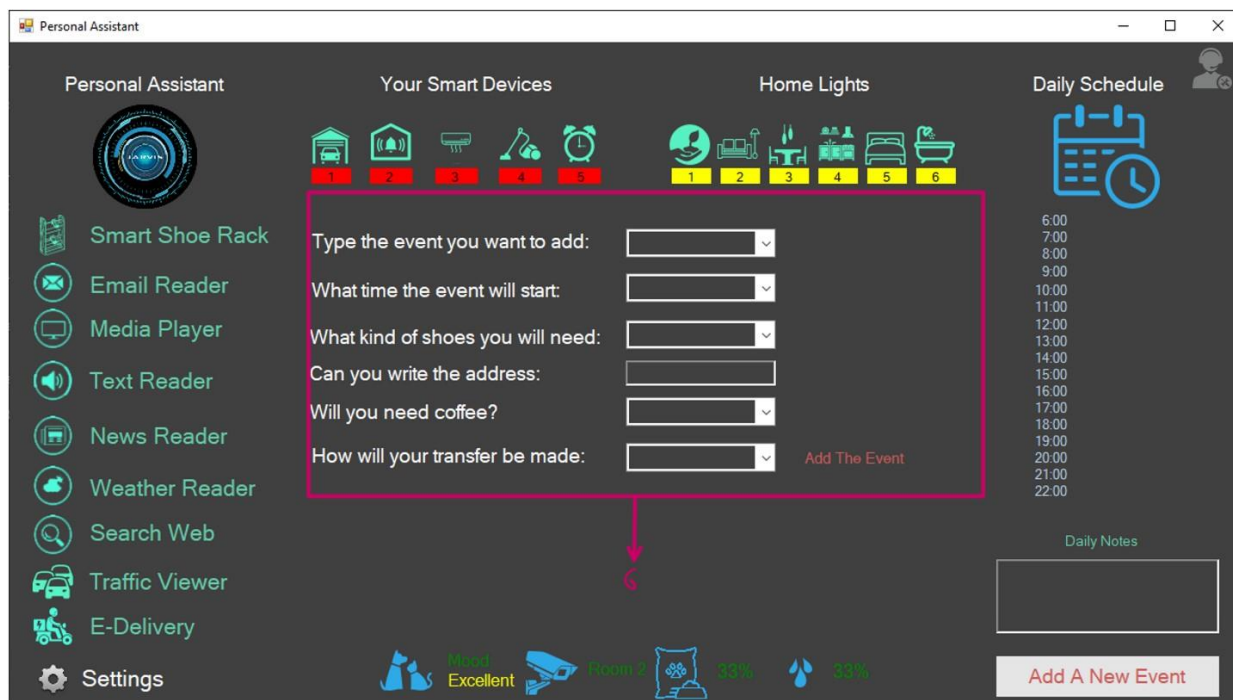 Personal Assistant
Personal Assistant
Your Smart Devices
Home Lights
Daily Schedule
JARVIS
1 2 3 4 5
1 2 3 4 5 6
Smart Shoe Rack
Email Reader
Media Player
Text Reader
News Reader
Weather Reader
Search Web
Traffic Viewer
E-Delivery
Settings
Type the event you want to add:
What time the event will start:
What kind of shoes you will need:
Can you write the address:
Will you need coffee?
How will your transfer be made:
Add The Event
6
6:00
7:00
8:00
9:00
10:00
11:00
12:00
13:00
14:00
15:00
16:00
17:00
18:00
19:00
20:00
21:00
22:00
Daily Notes
Add A New Event
Mood
Excellent
Room 2
33%
33%